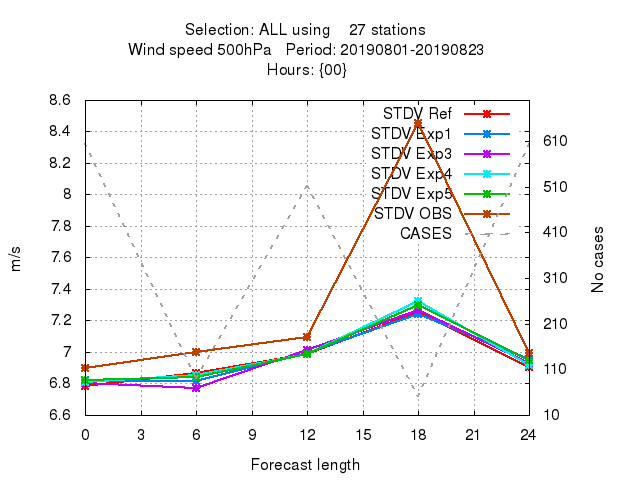 Selection: ALL using    27 stations
Wind speed 500hPa   Period: 20190801-20190823
Hours: {00}
STDV Ref
STDV Exp1
STDV Exp3
STDV Exp4
STDV Exp5
STDV OBS
CASES
8.6
8.4
8.2
8
7.8
7.6
7.4
7.2
7
6.8
6.6
m/s
610
510
410
310
210
110
10
No cases
0 3 6 9 12 15 18 21 24
Forecast length